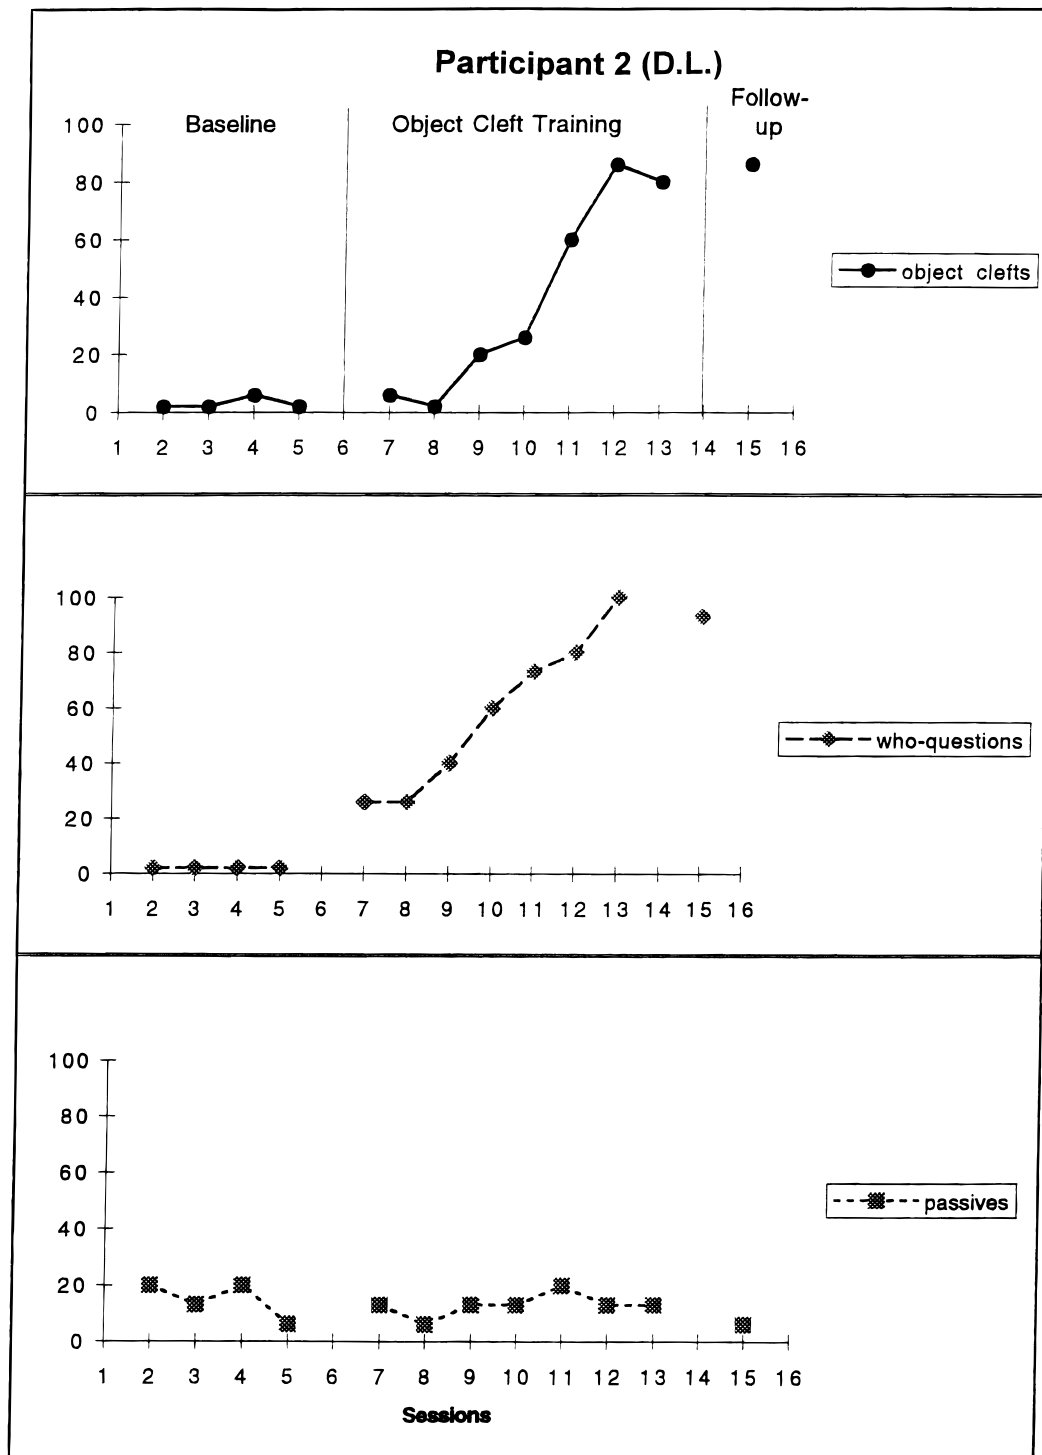 Participant 2 (D.L.)
Baseline
Object Cleft Training
Follow-
up
100
80
60
40
20
0
1 2 3 4 5 6 7 8 9 10 11 12 13 14 15 16
object clefts
100
80
60
40
20
0
1 2 3 4 5 6 7 8 9 10 11 12 13 14 15 16
who-questions
100
80
60
40
20
0
1 2 3 4 5 6 7 8 9 10 11 12 13 14 15 16
passives
Sessions